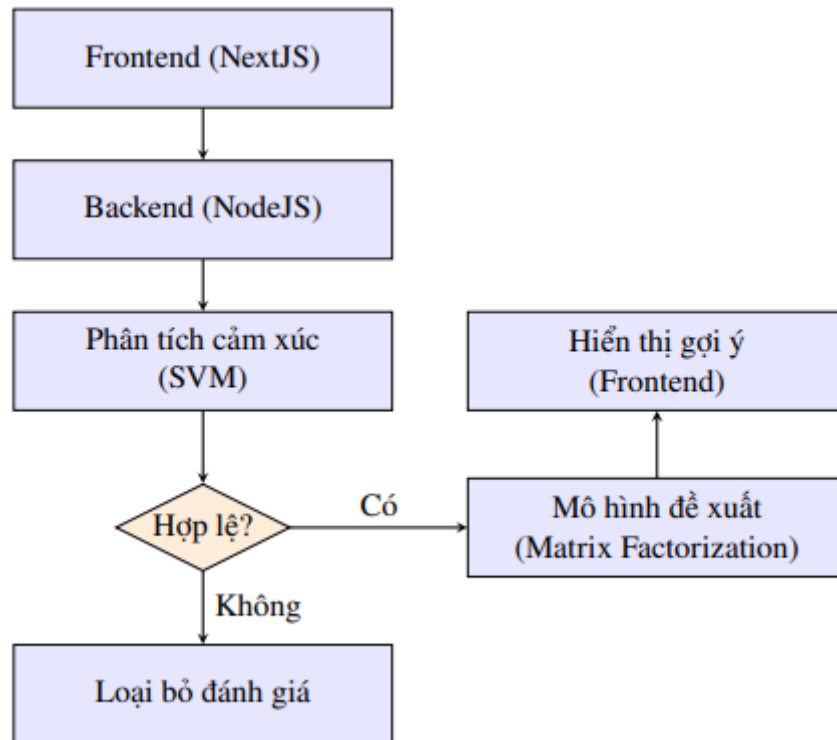 Frontend (NextJS)
Backend (NodeJS)
Phân tích cảm xúc
(SVM)
Hợp lệ?
Có
Không
Loại bỏ đánh giá
Hiển thị gợi ý
(Frontend)
Mô hình đề xuất
(Matrix Factorization)